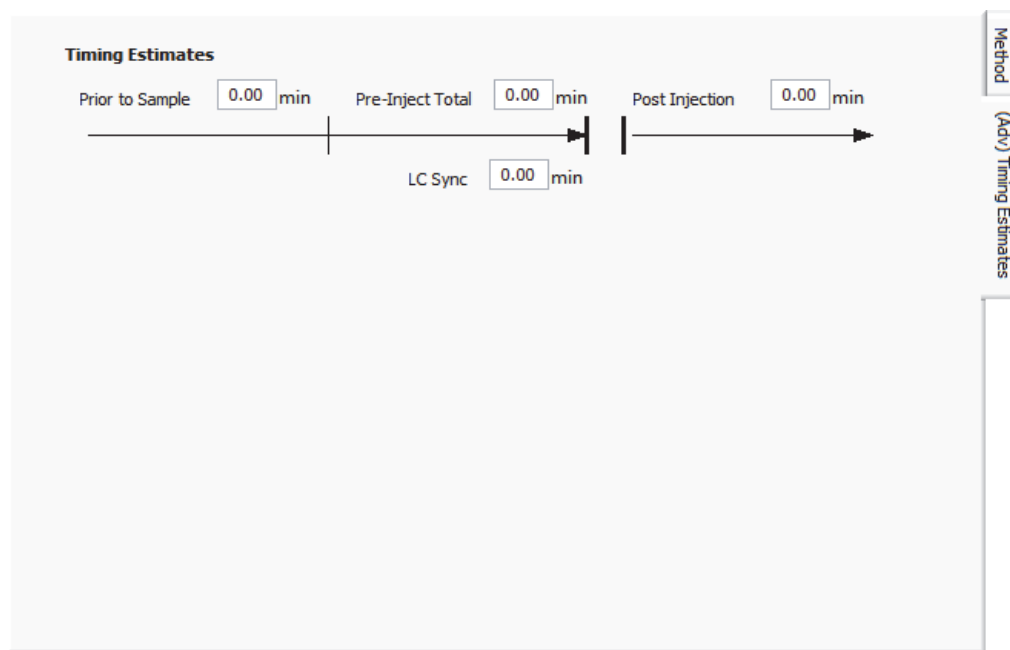 Timing Estimates
Prior to Sample 0.00 min Pre-Inject Total 0.00 min Post Injection 0.00 min
LC Sync 0.00 min
Method
(Adv) Timing Estimates